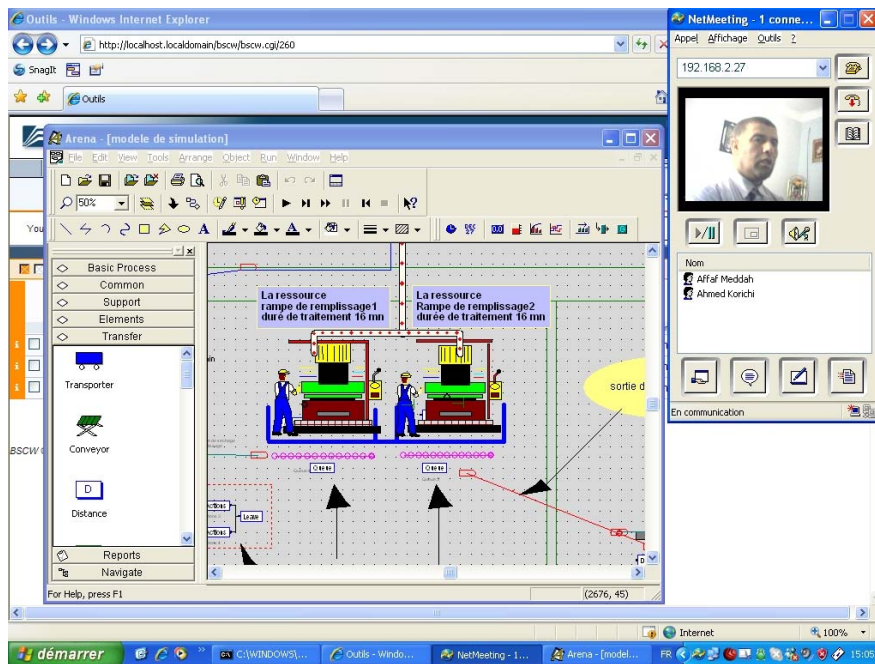 Outils - Windows Internet Explorer
http://localhost.localdomain/bscw/bscw.cgi/260
SnagIt
Outils
You
BSCW
Arena - [modele de simulation]
File Edit View Tools Arrange Object Run Window Help
50%
Basic Process
Common
Support
Elements
Transfer
Transporter
Conveyor
D
Distance
Reports
Navigate
La ressource
rampe de remplissage1
duré de traitement 16 mn
La ressource
Rampe de remplissage2
durée de traitement 16 mn
sortie d
Queue
Queue
Leave
For Help, press F1
(2676, 45)
NetMeeting - 1 conne...
Appel Affichage Outils ?
192.168.2.27
Nom
Affaf Meddah
Ahmed Korichi
En communication
Internet
100%
démarrer
C:\WINDOWS\...
Outils - Windo...
NetMeeting - 1...
Arena - [model...
FR
15:05